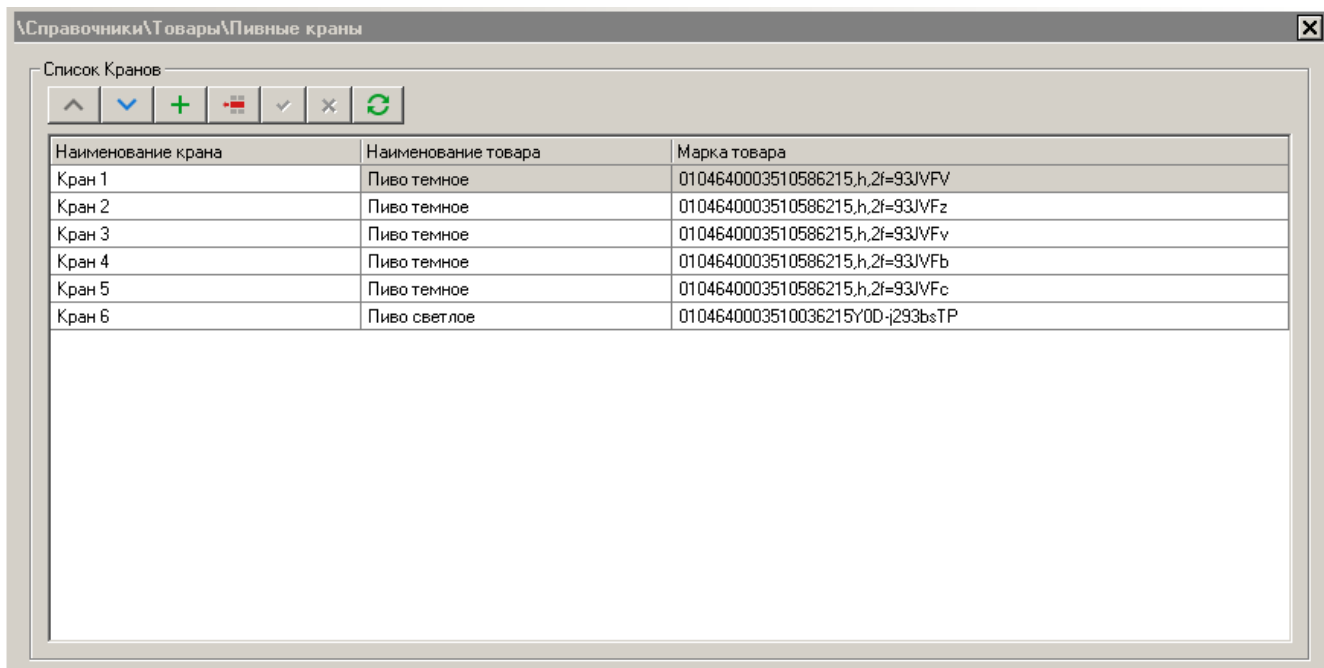 \Справочники\Товары\Пивные краны
Список Кранов
Наименование крана Наименование товара Марка товара
Кран 1 Пиво темное 0104640003510586215,h,2f=93JVFV
Кран 2 Пиво темное 0104640003510586215,h,2f=93JVFz
Кран 3 Пиво темное 0104640003510586215,h,2f=93JVFv
Кран 4 Пиво темное 0104640003510586215,h,2f=93JVFb
Кран 5 Пиво темное 0104640003510586215,h,2f=93JVFc
Кран 6 Пиво светлое 0104640003510036215Y0D-j293bsTP